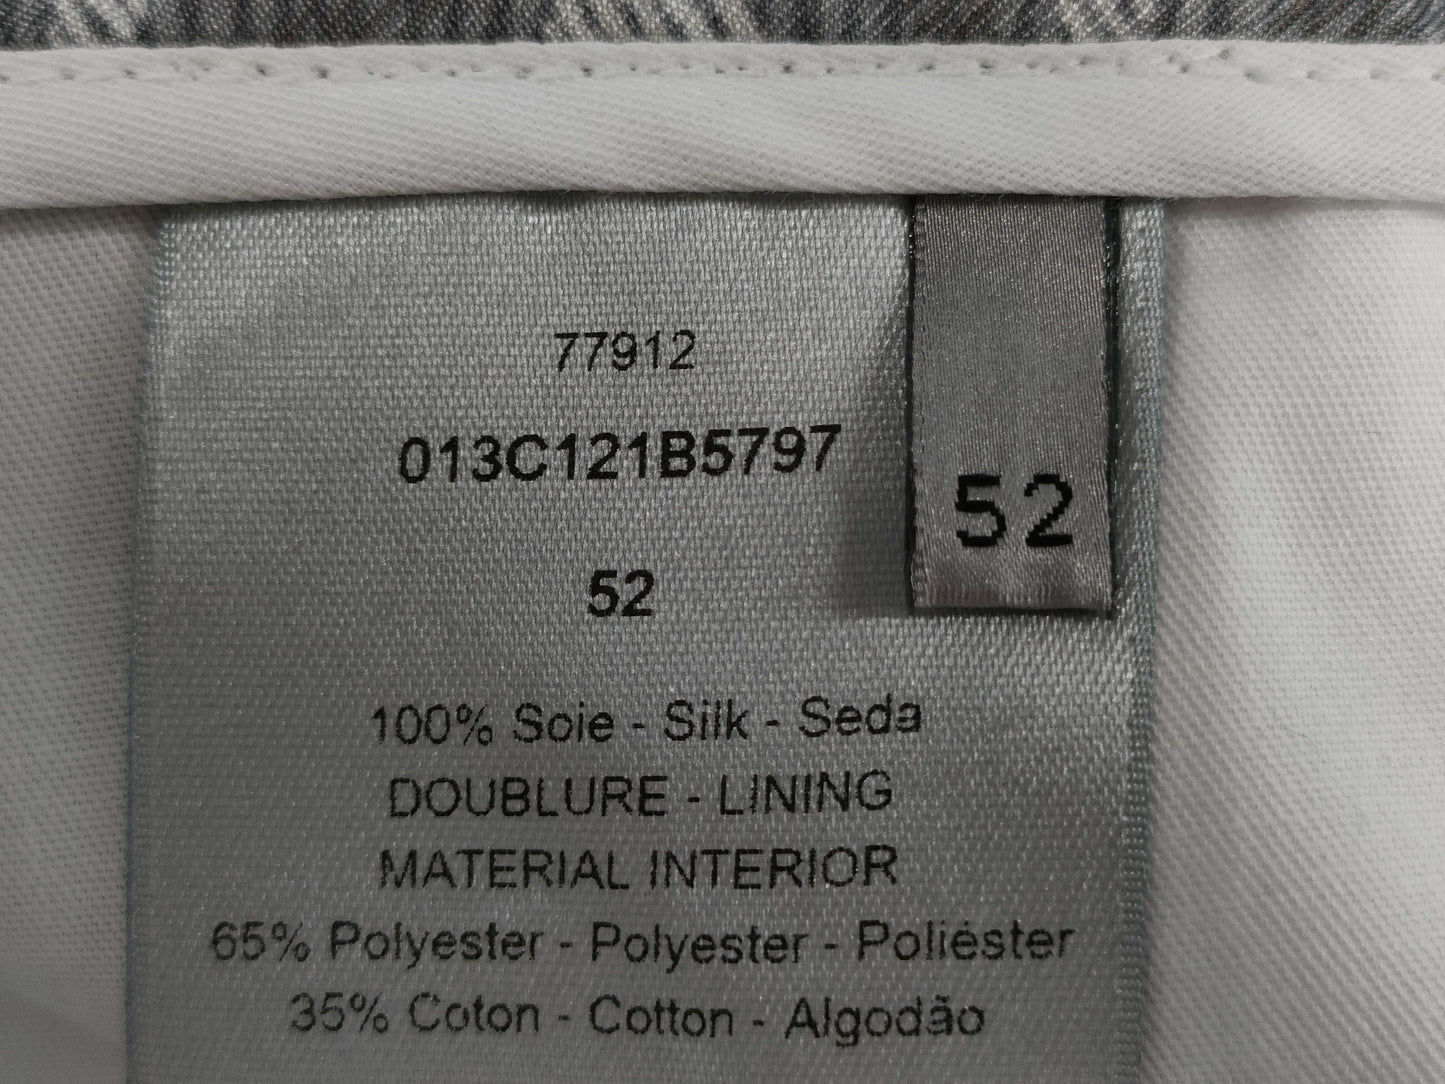 77912
013C121B5797
52
52
100% Soie - Silk - Seda
DOUBLURE - LINING
MATERIAL INTERIOR
65% Polyester - Polyester - Poliéster
35% Coton - Cotton - Algodão